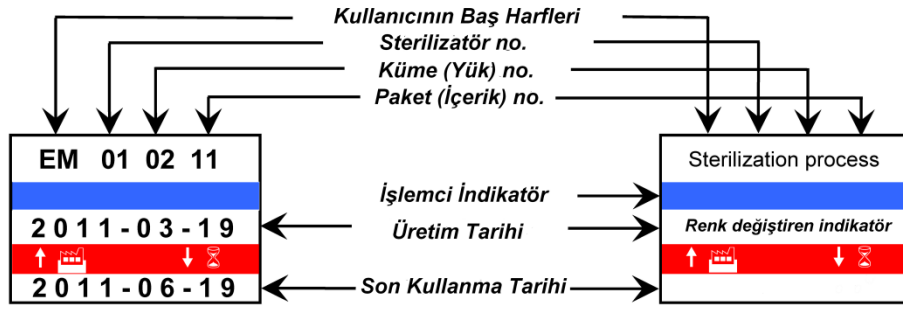 Kullanıcının Baş Harfleri
Sterilizatör no.
Küme (Yük) no.
Paket (İçerik) no.
EM 01 02 11
Sterilization process
İşlemci İndikatör
2011-03-19
Üretim Tarihi
Renk değiştiren indikatör
2011-06-19
Son Kullanma Tarihi